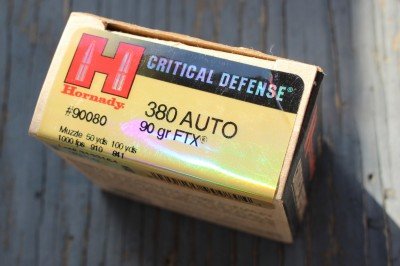 H
CRITICAL DEFENSE®
Hornady.
#90080
380 AUTO
90 gr FTX®
Muzzle 50 yds 100 yds
1000 fps 910 841